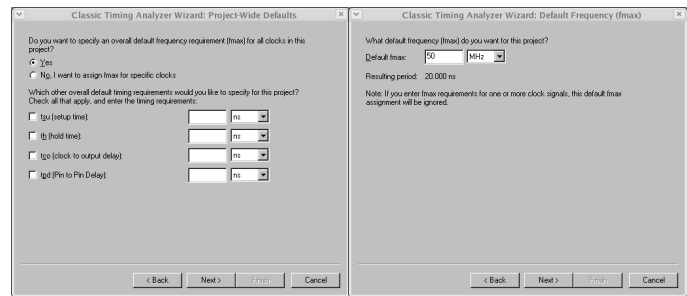 Classic Timing Analyzer Wizard: Project-Wide Defaults
Do you want to specify an overall default frequency requirement (fmax) for all clocks in this
project?
Yes
No, I want to assign fmax for specific clocks
Which other overall default timing requirements would you like to specify for this project?
Check all that apply, and enter the timing requirements:
tsu (setup time): ns
th (hold time): ns
tco (clock to output delay): ns
tpd (Pin to Pin Delay): ns
< Back Next > Finish Cancel
Classic Timing Analyzer Wizard: Default Frequency (fmax)
What default frequency (fmax) do you want for this project?
Default fmax: 50 MHz
Resulting period: 20.000 ns
Note: If you enter fmax requirements for one or more clock signals, this default fmax
assignment will be ignored.
< Back Next > Finish Cancel